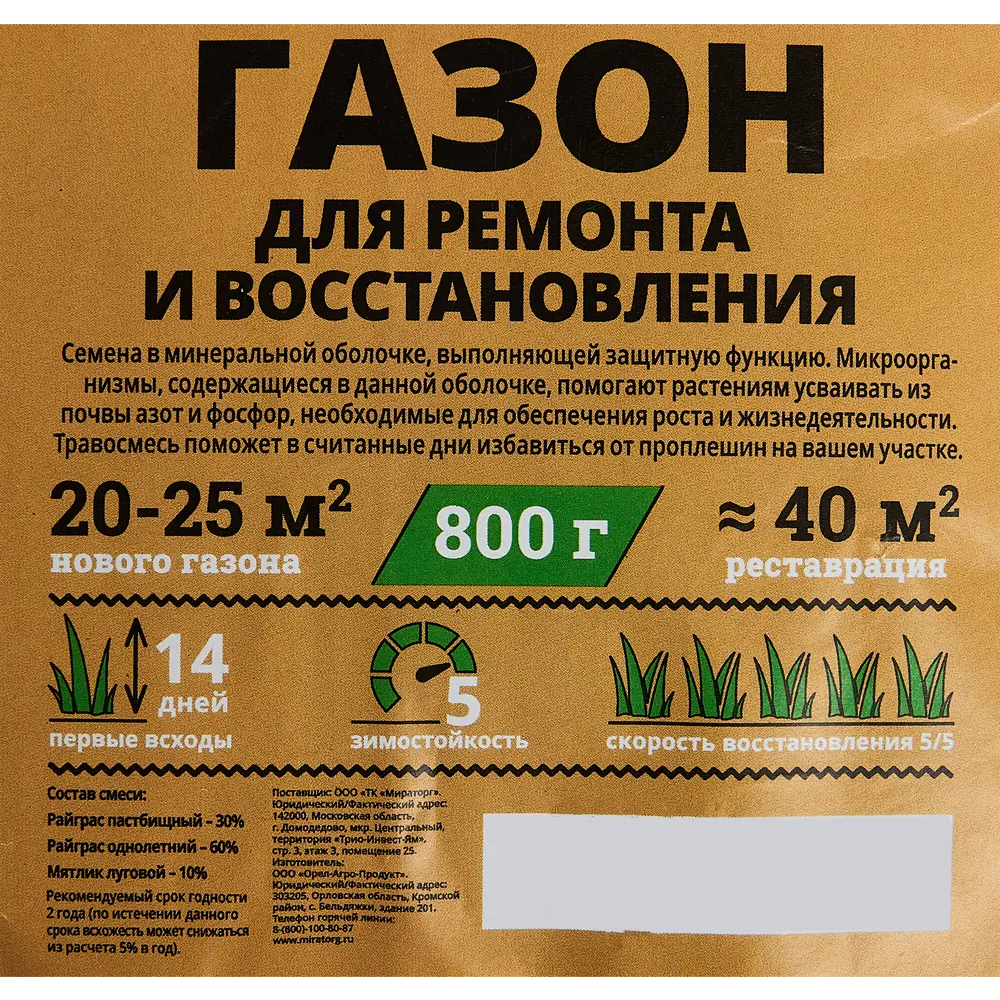 ГАЗОН
ДЛЯ РЕМОНТА
И ВОССТАНОВЛЕНИЯ
Семена в минеральной оболочке, выполняющей защитную функцию. Микроорга-
низмы, содержащиеся в данной оболочке, помогают растениям усваивать из
почвы азот и фосфор, необходимые для обеспечения роста и жизнедеятельности.
Травосмесь поможет в считанные дни избавиться от проплешин на вашем участке.
20-25 м²
нового газона
800 г
≈ 40 м²
реставрация
14
дней
первые всходы
5
зимостойкость
скорость восстановления 5/5
Состав смеси:
Райграс пастбищный – 30%
Райграс однолетний – 60%
Мятлик луговой – 10%
Рекомендуемый срок годности
2 года (по истечении данного
срока всхожесть может снижаться
из расчета 5% в год).
Поставщик: ООО «ТК «Мираторг».
Юридический/Фактический адрес:
142000, Московская область,
г. Домодедово, мкр. Центральный,
территория «Трио-Инвест-Ям»,
стр. 3, этаж 3, помещение 25.
Изготовитель:
ООО «Орел-Агро-Продукт».
Юридический/Фактический адрес:
303205, Орловская область, Кромской
район, с. Бельдяжки, здание 201.
Телефон горячей линии:
8-(800)-100-80-87
www.miratorg.ru